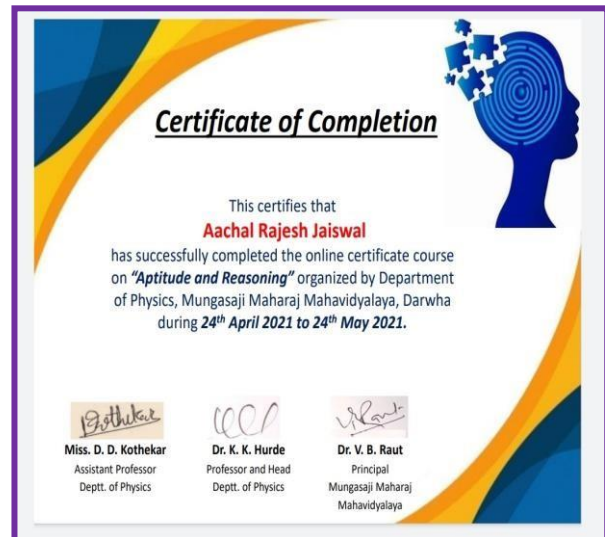 Certificate of Completion
This certifies that
Aachal Rajesh Jaiswal
has successfully completed the online certificate course
on "Aptitude and Reasoning" organized by Department
of Physics, Mungasaji Maharaj Mahavidyalaya, Darwha
during 24th April 2021 to 24th May 2021.
Miss. D. D. Kothekar
Assistant Professor
Deptt. of Physics
Dr. K. K. Hurde
Professor and Head
Deptt. of Physics
Dr. V. B. Raut
Principal
Mungasaji Maharaj
Mahavidyalaya